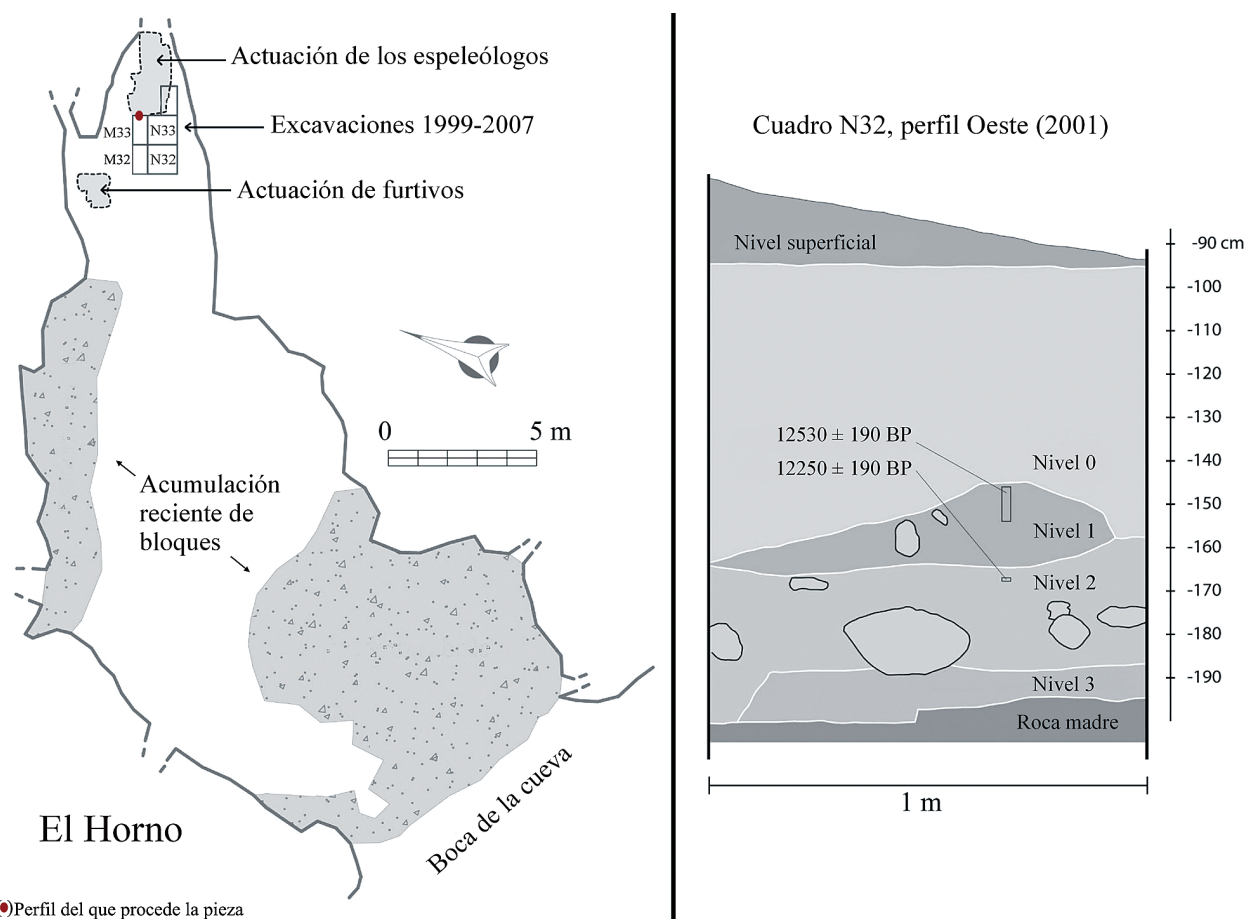 Actuación de los espeleólogos
Excavaciones 1999-2007
M33
N33
M32
N32
Actuación de furtivos
0
5 m
Acumulación
reciente de
bloques
Boca de la cueva
El Horno
Perfil del que procede la pieza
Cuadro N32, perfil Oeste (2001)
Nivel superficial
-90 cm
-100
-110
-120
-130
-140
-150
-160
-170
-180
-190
12530 ± 190 BP
12250 ± 190 BP
Nivel 0
Nivel 1
Nivel 2
Nivel 3
Roca madre
1 m